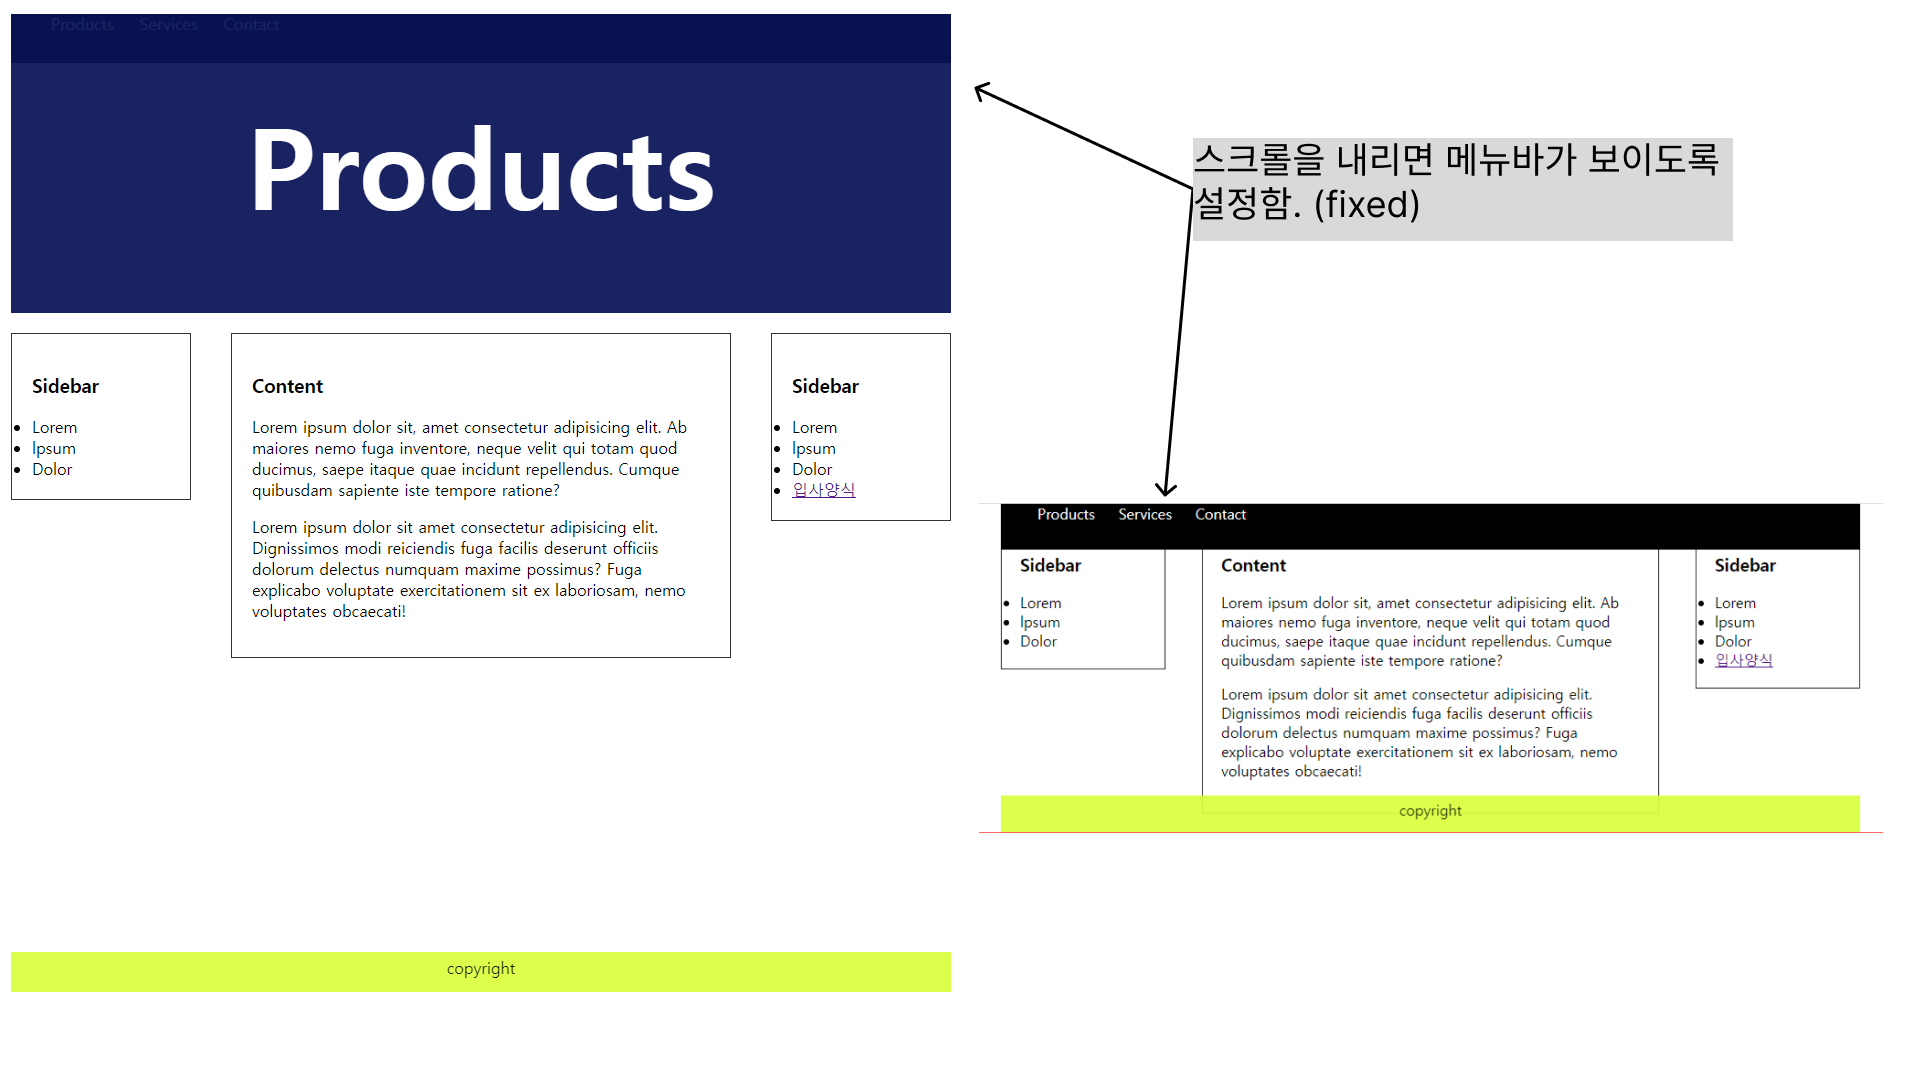 Products Services Contact
Products
Sidebar
Lorem
Ipsum
Dolor
Content
Lorem ipsum dolor sit, amet consectetur adipisicing elit. Ab
maiores nemo fuga inventore, neque velit qui totam quod
ducimus, saepe itaque quae incidunt repellendus. Cumque
quibusdam sapiente iste tempore ratione?
Lorem ipsum dolor sit amet consectetur adipisicing elit.
Dignissimos modi reiciendis fuga facilis deserunt officiis
dolorum delectus numquam maxime possimus? Fuga
explicabo voluptate exercitationem sit ex laboriosam, nemo
voluptates obcaecati!
Sidebar
Lorem
Ipsum
Dolor
입사양식
copyright
스크롤을 내리면 메뉴바가 보이도록
설정함. (fixed)
Products Services Contact
Sidebar
Lorem
Ipsum
Dolor
Content
Lorem ipsum dolor sit, amet consectetur adipisicing elit. Ab
maiores nemo fuga inventore, neque velit qui totam quod
ducimus, saepe itaque quae incidunt repellendus. Cumque
quibusdam sapiente iste tempore ratione?
Lorem ipsum dolor sit amet consectetur adipisicing elit.
Dignissimos modi reiciendis fuga facilis deserunt officiis
dolorum delectus numquam maxime possimus? Fuga
explicabo voluptate exercitationem sit ex laboriosam, nemo
voluptates obcaecati!
Sidebar
Lorem
Ipsum
Dolor
입사양식
copyright